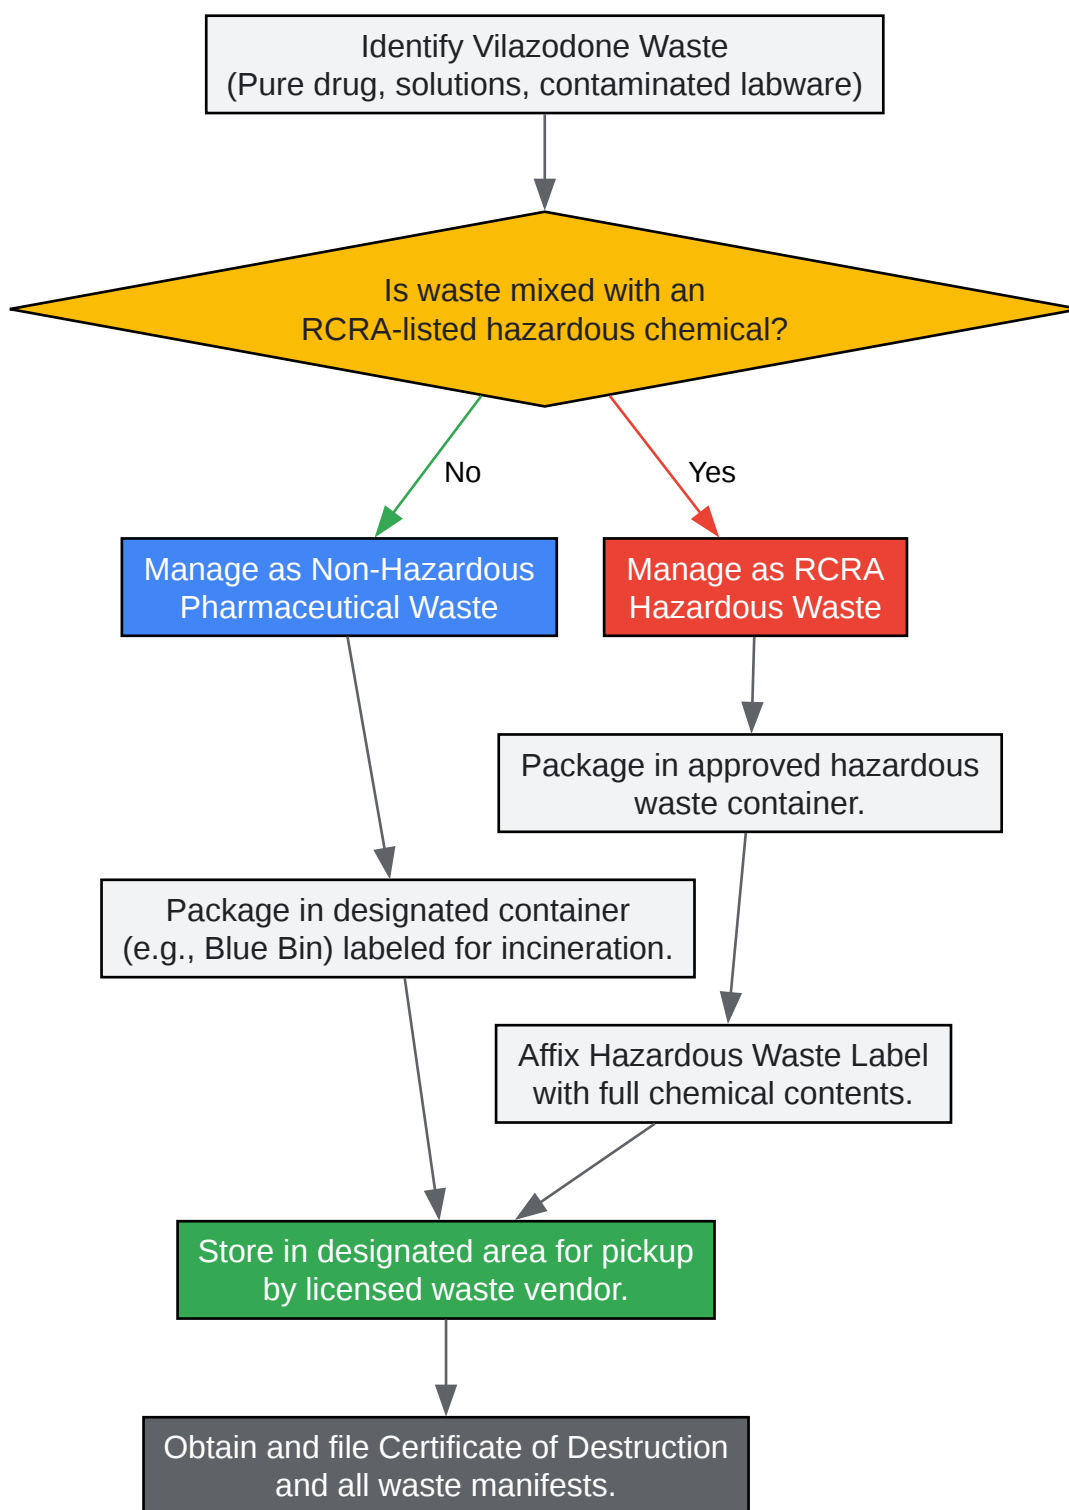 Identify Vilazodone Waste
(Pure drug, solutions, contaminated labware)
Is waste mixed with an
RCRA-listed hazardous chemical?
No
Yes
Manage as Non-Hazardous
Pharmaceutical Waste
Manage as RCRA
Hazardous Waste
Package in approved hazardous
waste container.
Package in designated container
(e.g., Blue Bin) labeled for incineration.
Affix Hazardous Waste Label
with full chemical contents.
Store in designated area for pickup
by licensed waste vendor.
Obtain and file Certificate of Destruction
and all waste manifests.